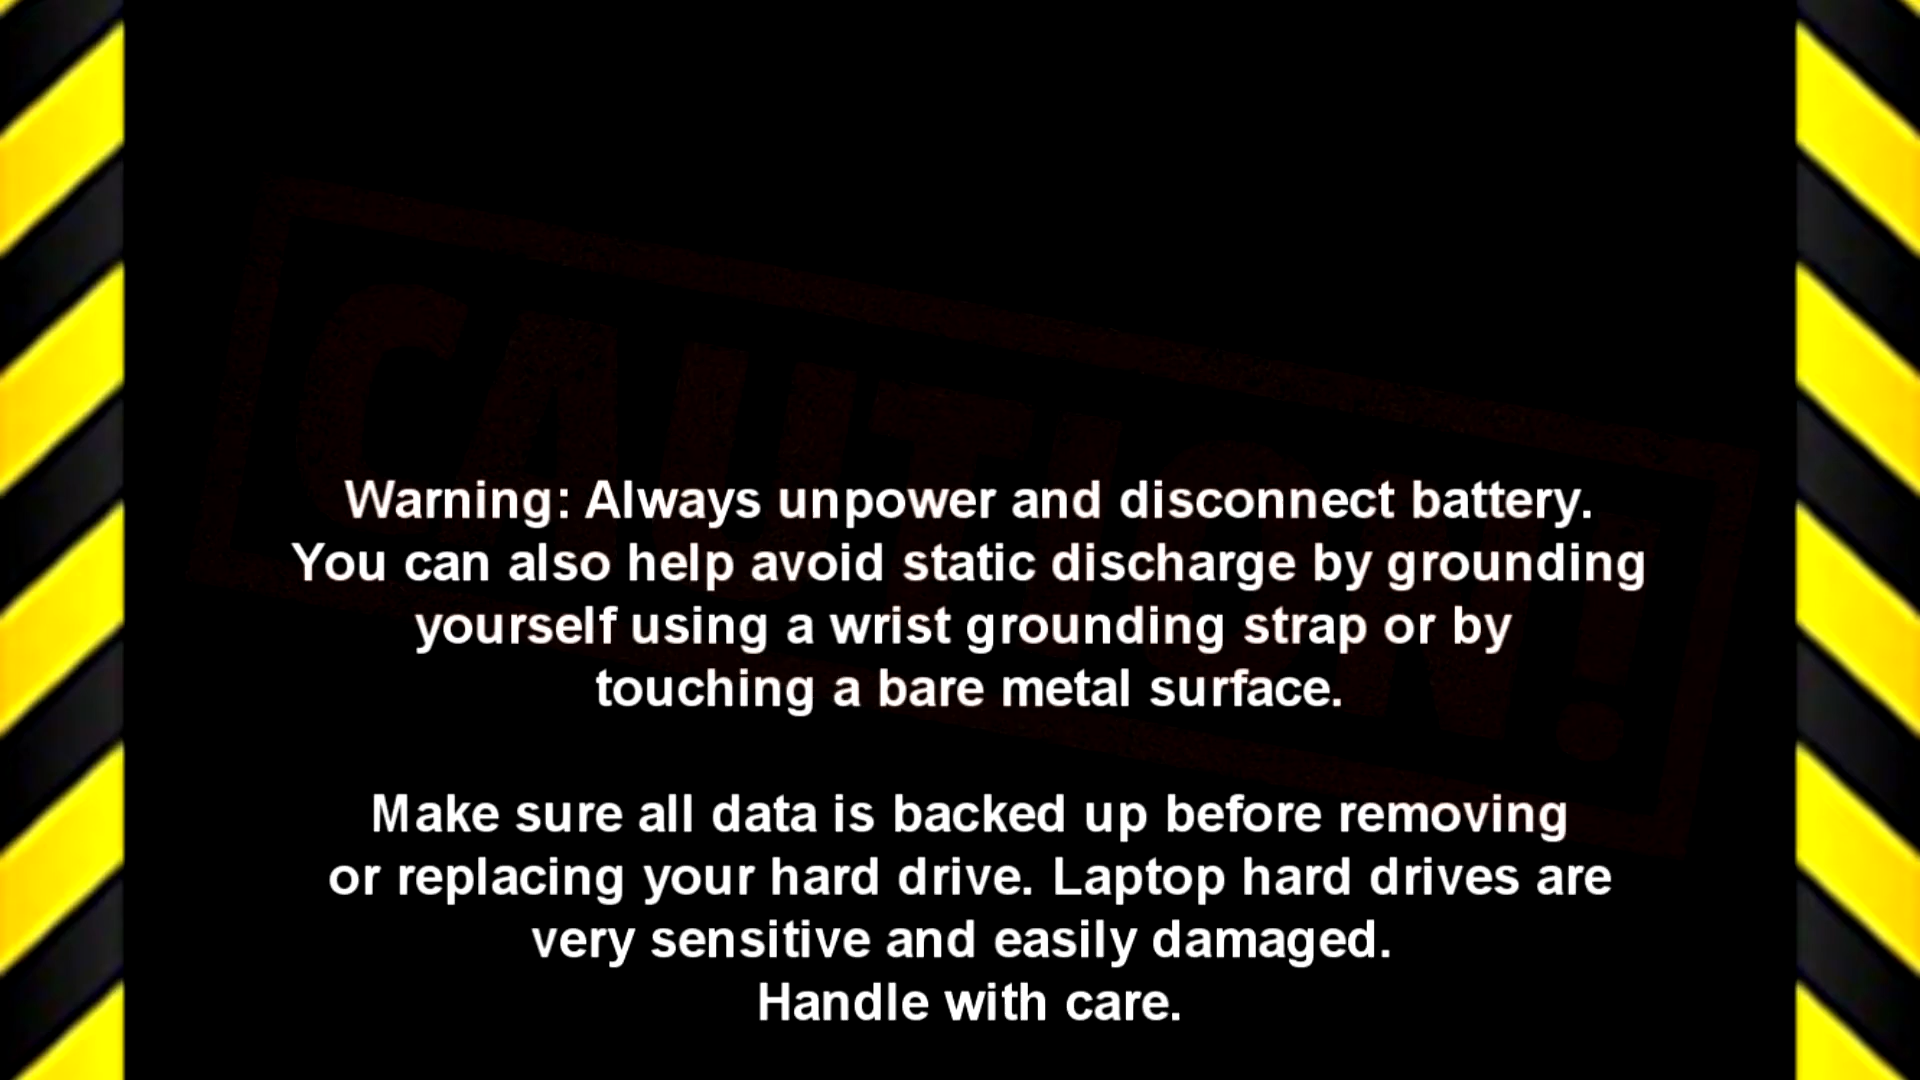 CAUTION!
Warning: Always unpower and disconnect battery.
You can also help avoid static discharge by grounding
yourself using a wrist grounding strap or by
touching a bare metal surface.
Make sure all data is backed up before removing
or replacing your hard drive. Laptop hard drives are
very sensitive and easily damaged.
Handle with care.